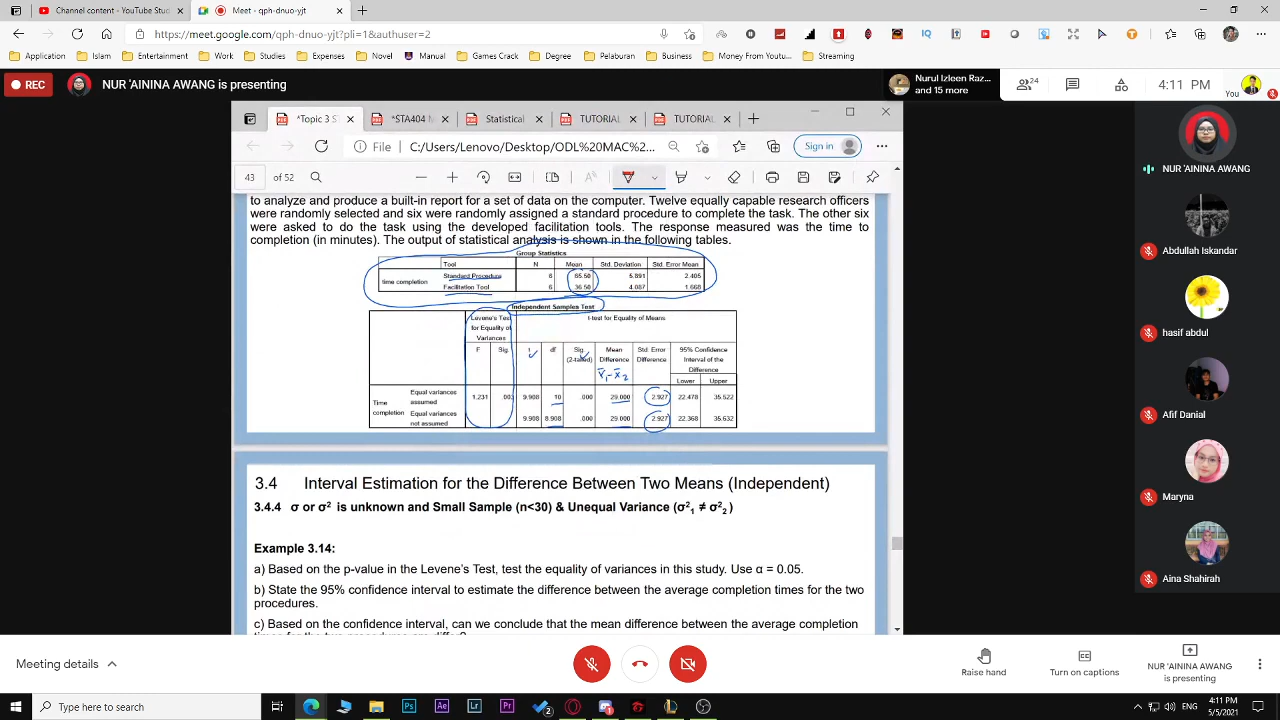 Channel content - YouTube Stud
Meet - qph-dnuo-yjt
https://meet.google.com/qph-dnuo-yjt?pli=1&authuser=2
Application
Entertainment
Work
Studies
Expenses
Novel
Manual
Games Crack
Degree
Pelaburan
Business
Money From Youtu...
Streaming
REC
NUR 'AININA AWANG is presenting
Nurul Izleen Raz...
and 15 more
24
4:11 PM
You
*Topic 3 S
*STA404 M
Statistical
TUTORIAL
TUTORIAL
File
C:/Users/Lenovo/Desktop/ODL%20MAC%2...
Sign in
43
of 52
to analyze and produce a built-in report for a set of data on the computer. Twelve equally capable research officers
were randomly selected and six were randomly assigned a standard procedure to complete the task. The other six
were asked to do the task using the developed facilitation tools. The response measured was the time to
completion (in minutes). The output of statistical analysis is shown in the following tables.
Group Statistics
Tool N Mean Std. Deviation Std. Error Mean
time completion Standard Procedure 6 65.50 5.891 2.405
Facilitation Tool 6 36.50 4.087 1.668
Independent Samples Test
Levene's Test for Equality of Variances
t-test for Equality of Means
F Sig. t df Sig. (2-tailed) Mean Difference Std. Error Difference 95% Confidence Interval of the Difference
x̄1 - x̄2
Lower Upper
Time completion
Equal variances assumed 1.231 9.908 10 .000 29.000 2.927 22.478 35.522
Equal variances not assumed 9.908 8.908 .000 29.000 2.927 22.368 35.632
3.4 Interval Estimation for the Difference Between Two Means (Independent)
3.4.4 σ or σ² is unknown and Small Sample (n<30) & Unequal Variance (σ²₁ ≠ σ²₂)
Example 3.14:
a) Based on the p-value in the Levene's Test, test the equality of variances in this study. Use α = 0.05.
b) State the 95% confidence interval to estimate the difference between the average completion times for the two
procedures.
c) Based on the confidence interval, can we conclude that the mean difference between the average completion
NUR 'AININA AWANG
Abdullah Iskandar
hasif abdul
Afif Danial
Maryna
Aina Shahirah
Meeting details
Raise hand
Turn on captions
NUR 'AININA AWANG
is presenting
Type here to search
ENG
4:11 PM
5/5/2021